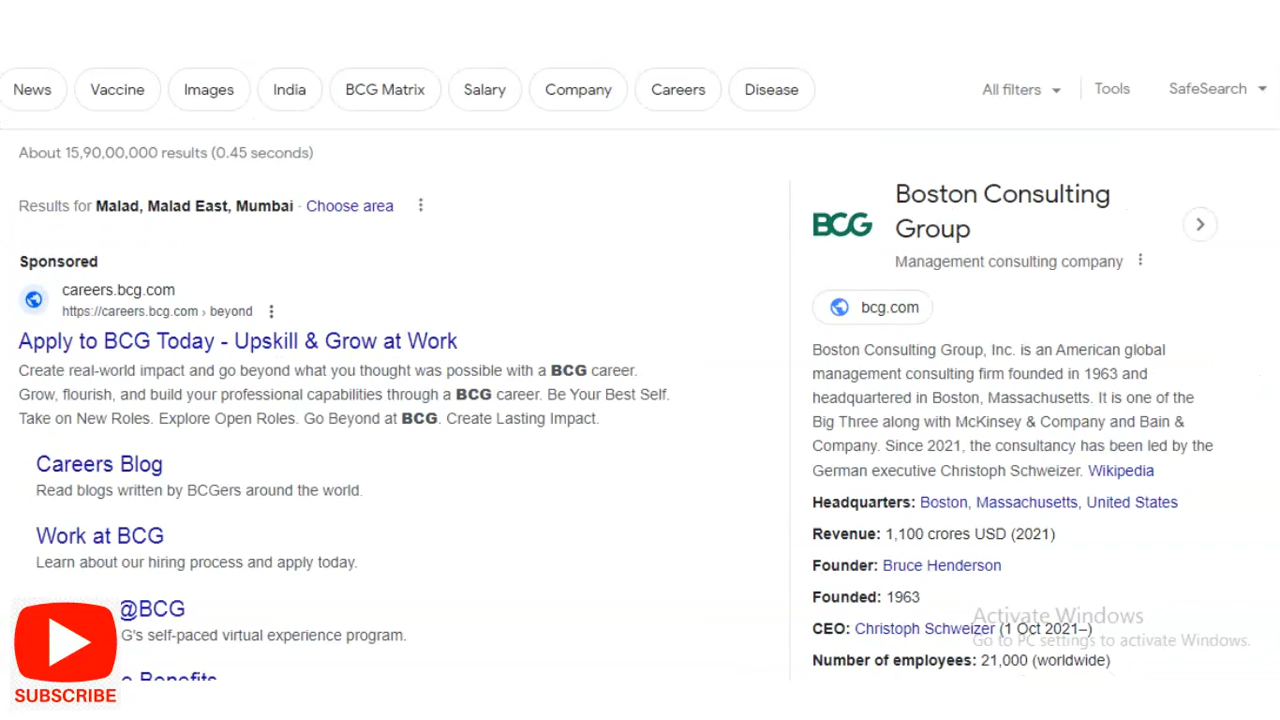 News
Vaccine
Images
India
BCG Matrix
Salary
Company
Careers
Disease
All filters
Tools
SafeSearch
About 15,90,00,000 results (0.45 seconds)
Results for Malad, Malad East, Mumbai · Choose area
Sponsored
careers.bcg.com
https://careers.bcg.com › beyond
Apply to BCG Today - Upskill & Grow at Work
Create real-world impact and go beyond what you thought was possible with a BCG career.
Grow, flourish, and build your professional capabilities through a BCG career. Be Your Best Self.
Take on New Roles. Explore Open Roles. Go Beyond at BCG. Create Lasting Impact.
Careers Blog
Read blogs written by BCGers around the world.
Work at BCG
Learn about our hiring process and apply today.
@BCG
G's self-paced virtual experience program.
Benefits
SUBSCRIBE
BCG
Boston Consulting
Group
Management consulting company
bcg.com
Boston Consulting Group, Inc. is an American global
management consulting firm founded in 1963 and
headquartered in Boston, Massachusetts. It is one of the
Big Three along with McKinsey & Company and Bain &
Company. Since 2021, the consultancy has been led by the
German executive Christoph Schweizer. Wikipedia
Headquarters: Boston, Massachusetts, United States
Revenue: 1,100 crores USD (2021)
Founder: Bruce Henderson
Founded: 1963
CEO: Christoph Schweizer (1 Oct 2021–)
Number of employees: 21,000 (worldwide)
Activate Windows
Go to PC settings to activate Windows.